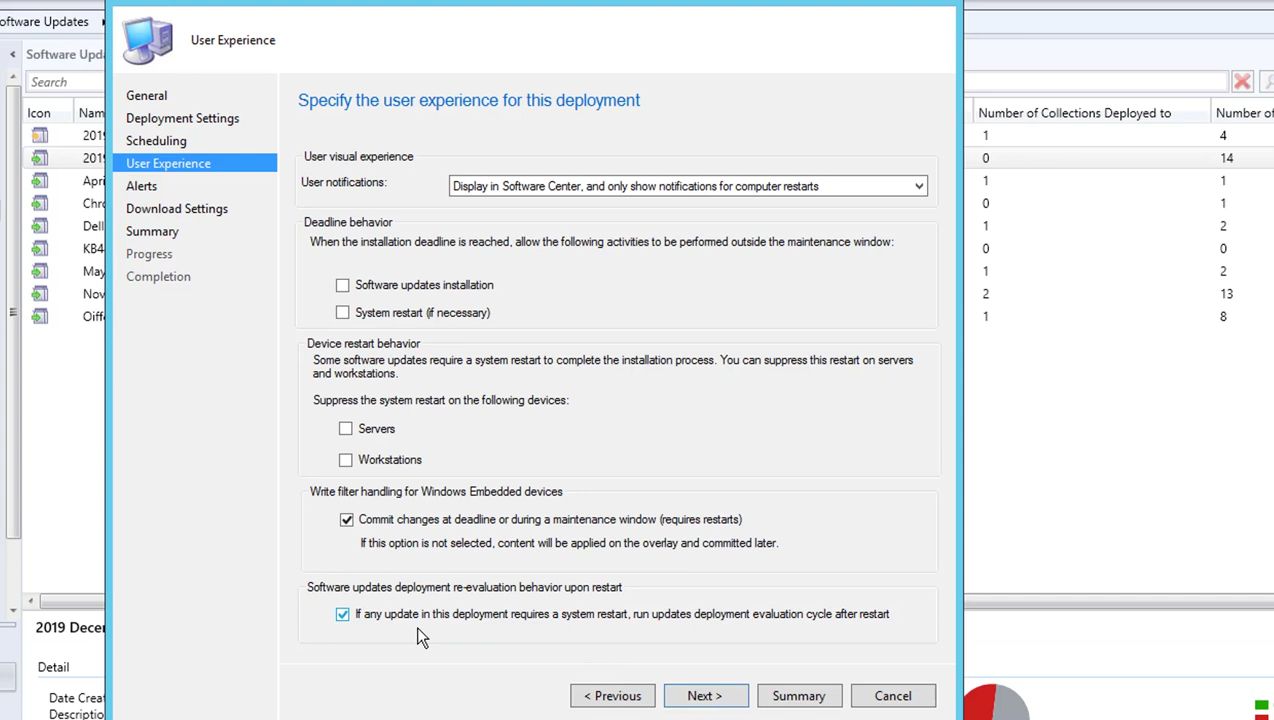 oftware Updates
User Experience
Software Upda
Search
Icon
Nam
Number of Collections Deployed to
Number of
2019
1
4
2019
0
14
Apri
1
1
Chro
0
1
Dell
1
2
KB4
0
0
May
1
2
Nov
2
13
Oiffe
1
8
General
Deployment Settings
Scheduling
User Experience
Alerts
Download Settings
Summary
Progress
Completion
Specify the user experience for this deployment
User visual experience
User notifications:
Display in Software Center, and only show notifications for computer restarts
Deadline behavior
When the installation deadline is reached, allow the following activities to be performed outside the maintenance window:
Software updates installation
System restart (if necessary)
Device restart behavior
Some software updates require a system restart to complete the installation process. You can suppress this restart on servers
and workstations.
Suppress the system restart on the following devices:
Servers
Workstations
Write filter handling for Windows Embedded devices
Commit changes at deadline or during a maintenance window (requires restarts)
If this option is not selected, content will be applied on the overlay and committed later.
Software updates deployment re-evaluation behavior upon restart
If any update in this deployment requires a system restart, run updates deployment evaluation cycle after restart
2019 Decem
Detail
Date Creat
Description
< Previous
Next >
Summary
Cancel